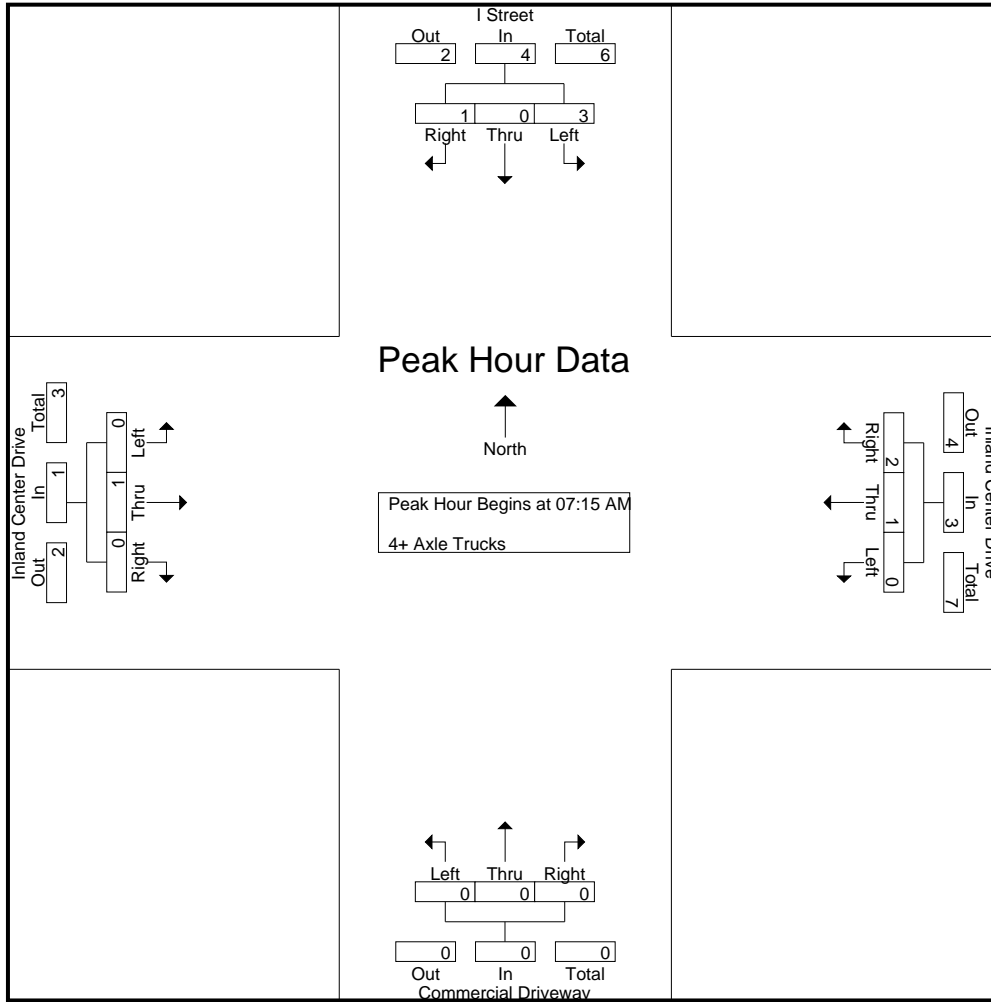 I Street
Out In Total
2 4 6
1 0 3
Right Thru Left
Peak Hour Data
North
Peak Hour Begins at 07:15 AM
4+ Axle Trucks
Inland Center Drive
Total In Out
3 1 2
0 1 0
Left Thru Right
Inland Center Drive
Out In Total
4 3 7
2 1 0
Right Thru Left
Left Thru Right
0 0 0
0 0 0
Out In Total
Commercial Driveway